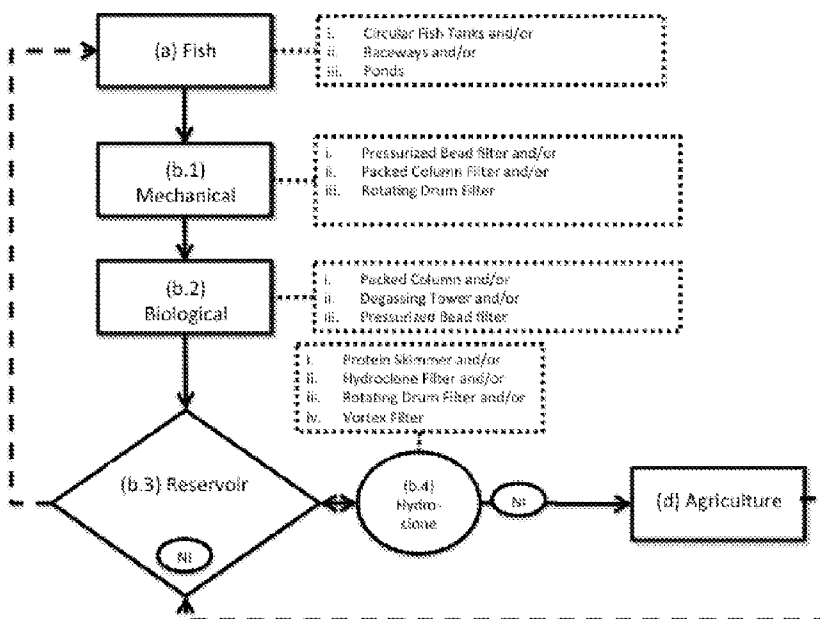 (a) Fish
i. Circular Fish Tanks and/or
ii. Raceways and/or
iii. Ponds
(b.1)
Mechanical
i. Pressurized Bead filter and/or
ii. Packed Column Filter and/or
iii. Rotating Drum Filter
(b.2)
Biological
i. Packed Column and/or
ii. Degassing Tower and/or
iii. Pressurized Bead filter
i. Protein Skimmer and/or
ii. Hydroclone Filter and/or
iii. Rotating Drum Filter and/or
iv. Vortex Filter
(b.3) Reservoir
(b.4)
Hydro-
clone
Ni
(d) Agriculture
Ni